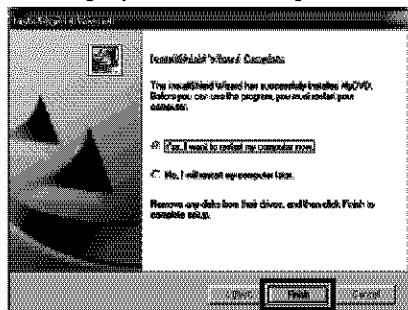 InstallShield Wizard Complete
The InstallShield Wizard has successfully installed MyDVD.
Before you can use the program, you must restart your
computer.
Yes, I want to restart my computer now.
No, I will restart my computer later.
Remove any disks from their drives, and then click Finish to
complete setup.
< Back Finish Cancel